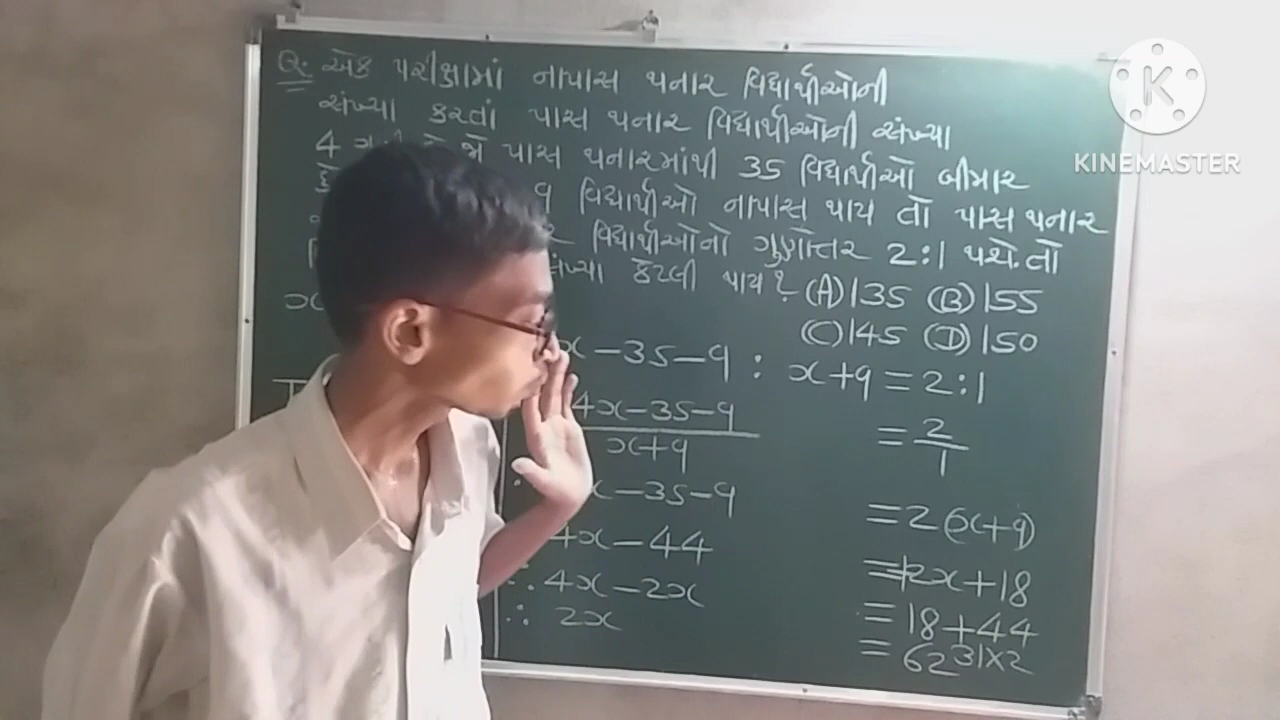 Q. એક પરીક્ષામાં નાપાસ થનાર વિદ્યાર્થીઓની
સંખ્યા કરતાં પાસ થનાર વિદ્યાર્થીઓની સંખ્યા
4 જો પાસ થનારમાંથી 35 વિદ્યાર્થીઓ બીમાર
9 વિદ્યાર્થીઓ નાપાસ થાય તો પાસ થનાર
વિદ્યાર્થીઓનો ગુણોત્તર 2:1 થશે. તો
કેટલી થાય ? (A) 135 (B) 155
(C) 145 (D) 150
x - 35 - 9 : x + 9 = 2:1
4x - 35 - 9 / x + 9 = 2 / 1
x - 35 - 9 = 2(x+9)
4x - 44 = 2x + 18
∴ 4x - 2x = 18 + 44
∴ 2x = 62 31x2
K
KINEMASTER